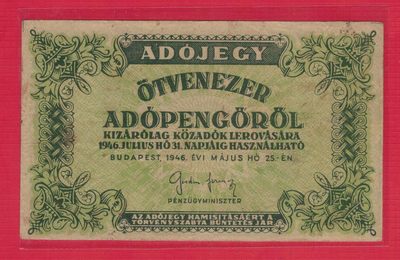 ADÓJEGY
ÖTVENEZER
ADÓPENGŐRŐL
KIZÁRÓLAG KÖZADÓK LEROVÁSÁRA
1946. JULIUS HÓ 31. NAPJÁIG HASZNÁLHATÓ
BUDAPEST, 1946. ÉVI MÁJUS HÓ 25.-ÉN
PÉNZÜGYMINISZTER
AZ ADÓJEGY HAMISITÁSÁÉRT A
TÖRVÉNYSZABTA BÜNTETÉS JÁR